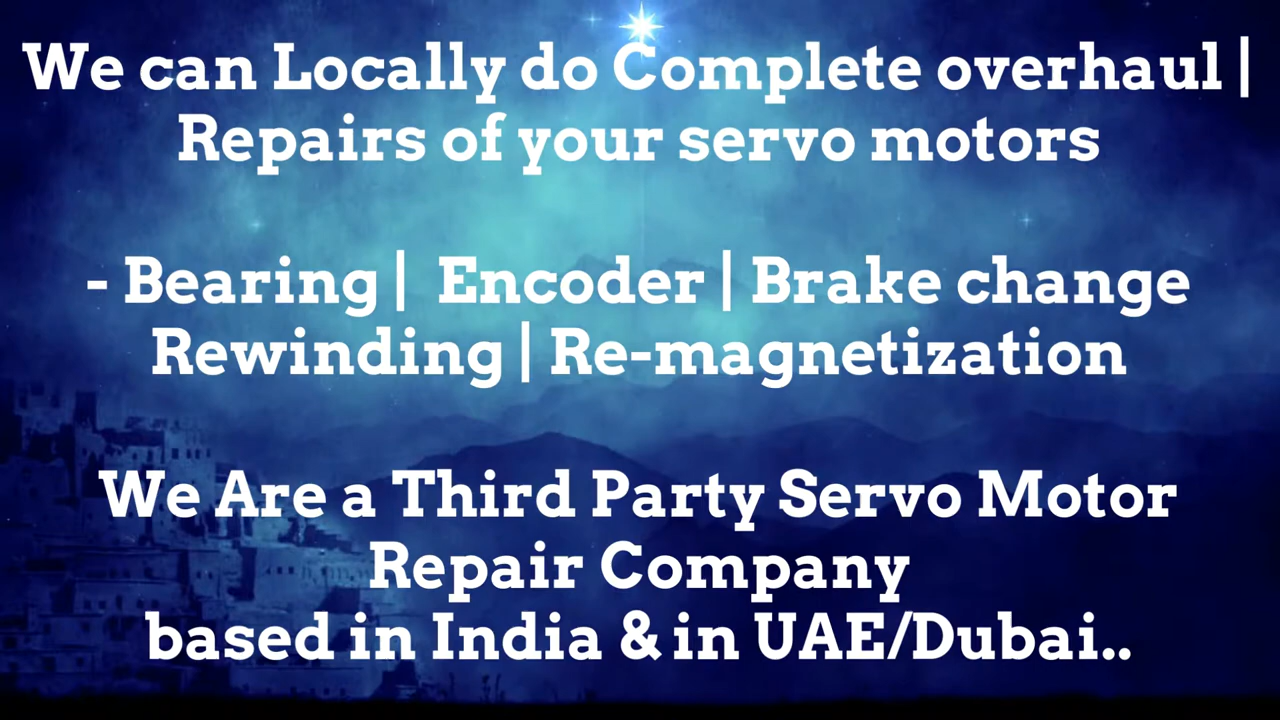 We can Locally do Complete overhaul |
Repairs of your servo motors
- Bearing | Encoder | Brake change
Rewinding | Re-magnetization
We Are a Third Party Servo Motor
Repair Company
based in India & in UAE/Dubai..